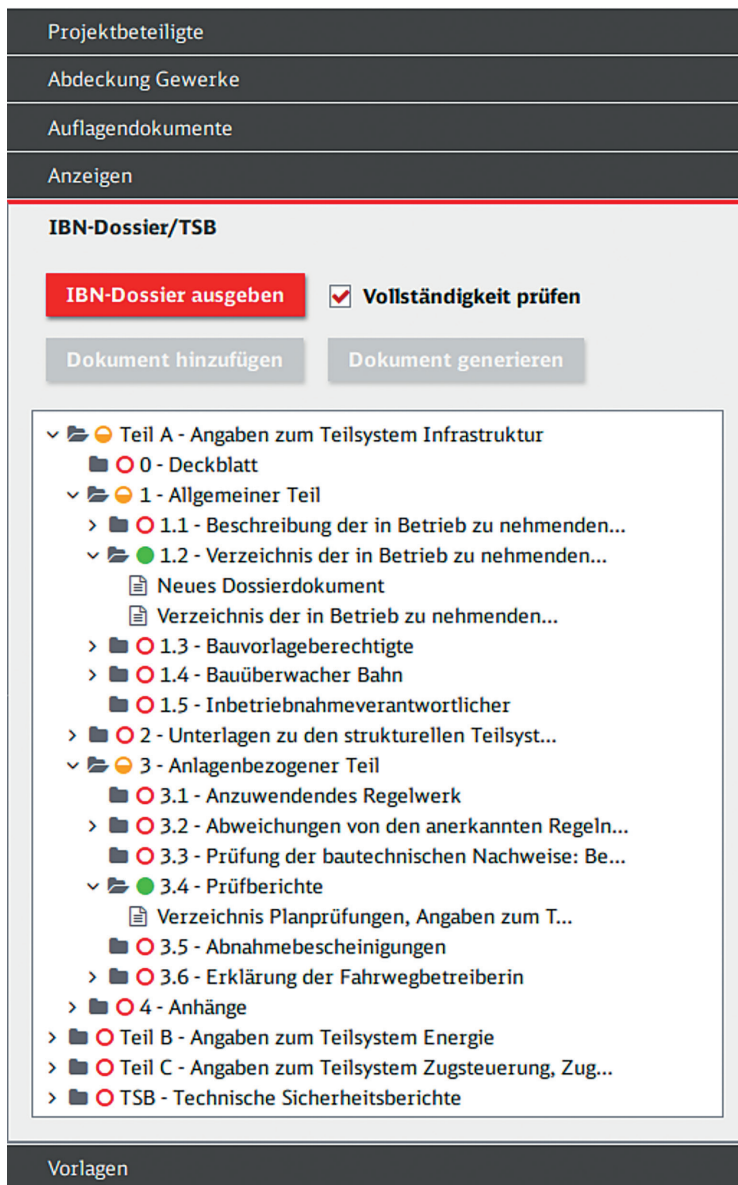 Projektbeteiligte
Abdeckung Gewerke
Auflagendokumente
Anzeigen
IBN-Dossier/TSB
IBN-Dossier ausgeben Vollständigkeit prüfen
Dokument hinzufügen Dokument generieren
Teil A - Angaben zum Teilsystem Infrastruktur
0 - Deckblatt
1 - Allgemeiner Teil
1.1 - Beschreibung der in Betrieb zu nehmenden...
1.2 - Verzeichnis der in Betrieb zu nehmenden...
Neues Dossierdokument
Verzeichnis der in Betrieb zu nehmenden...
1.3 - Bauvorlageberechtigte
1.4 - Bauüberwacher Bahn
1.5 - Inbetriebnahmeverantwortlicher
2 - Unterlagen zu den strukturellen Teilsyst...
3 - Anlagenbezogener Teil
3.1 - Anzuwendendes Regelwerk
3.2 - Abweichungen von den anerkannten Regeln...
3.3 - Prüfung der bautechnischen Nachweise: Be...
3.4 - Prüfberichte
Verzeichnis Planprüfungen, Angaben zum T...
3.5 - Abnahmebescheinigungen
3.6 - Erklärung der Fahrwegbetreiberin
4 - Anhänge
Teil B - Angaben zum Teilsystem Energie
Teil C - Angaben zum Teilsystem Zugsteuerung, Zug...
TSB - Technische Sicherheitsberichte
Vorlagen